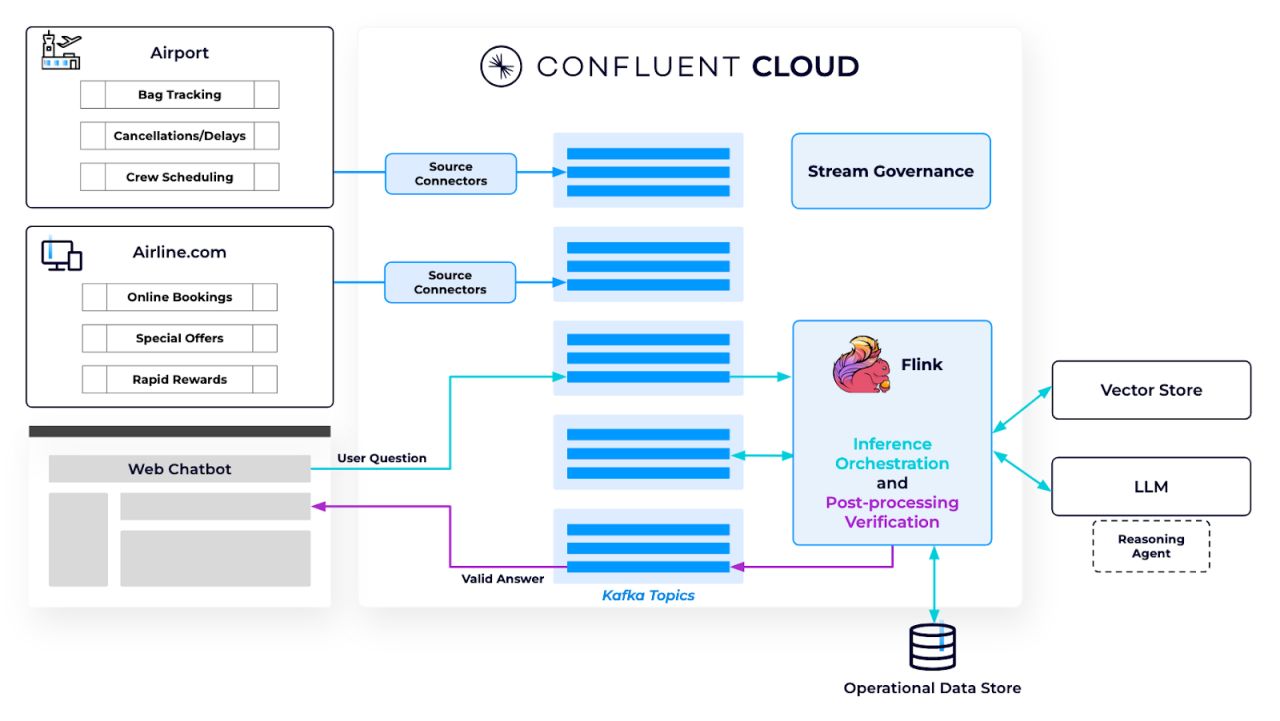 Airport
Bag Tracking
Cancellations/Delays
Crew Scheduling
Airline.com
Online Bookings
Special Offers
Rapid Rewards
Web Chatbot
User Question
Valid Answer
CONFLUENT CLOUD
Source
Connectors
Source
Connectors
Kafka Topics
Stream Governance
Flink
Inference
Orchestration
and
Post-processing
Verification
Vector Store
LLM
Reasoning
Agent
Operational Data Store